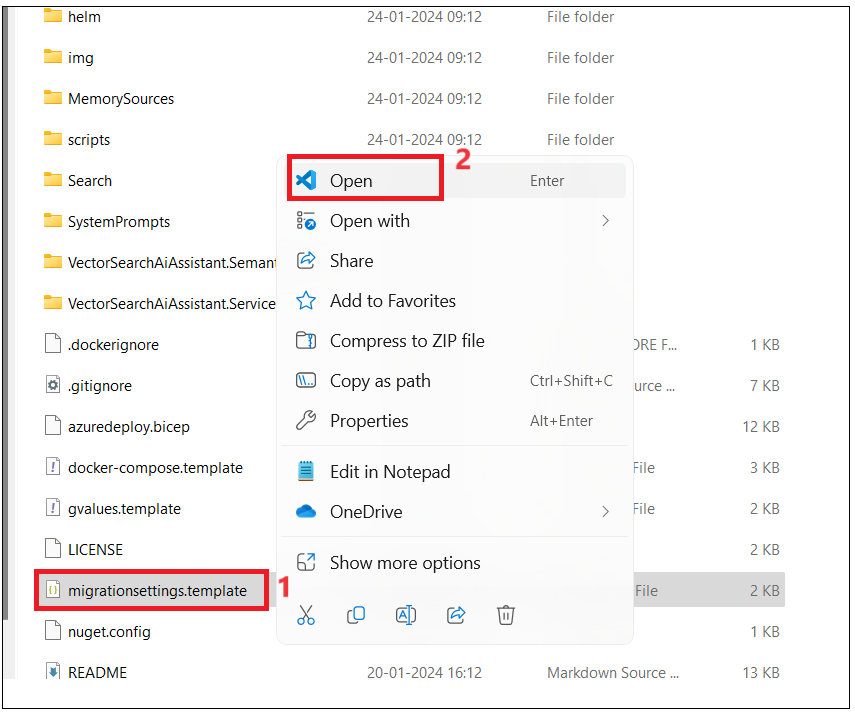 helm 24-01-2024 09:12 File folder
img 24-01-2024 09:12 File folder
MemorySources 24-01-2024 09:12 File folder
scripts 24-01-2024 09:12 File folder
2
Search Open Enter
SystemPrompts Open with
VectorSearchAiAssistant.Seman Share
VectorSearchAiAssistant.Service Add to Favorites
.dockerignore Compress to ZIP file ORE F... 1 KB
.gitignore Copy as path Ctrl+Shift+C urce ... 7 KB
azuredeploy.bicep Properties Alt+Enter 12 KB
docker-compose.template Edit in Notepad File 3 KB
gvalues.template OneDrive File 2 KB
LICENSE Show more options 2 KB
migrationsettings.template 1 File 2 KB
nuget.config 1 KB
README 20-01-2024 16:12 Markdown Source ... 13 KB